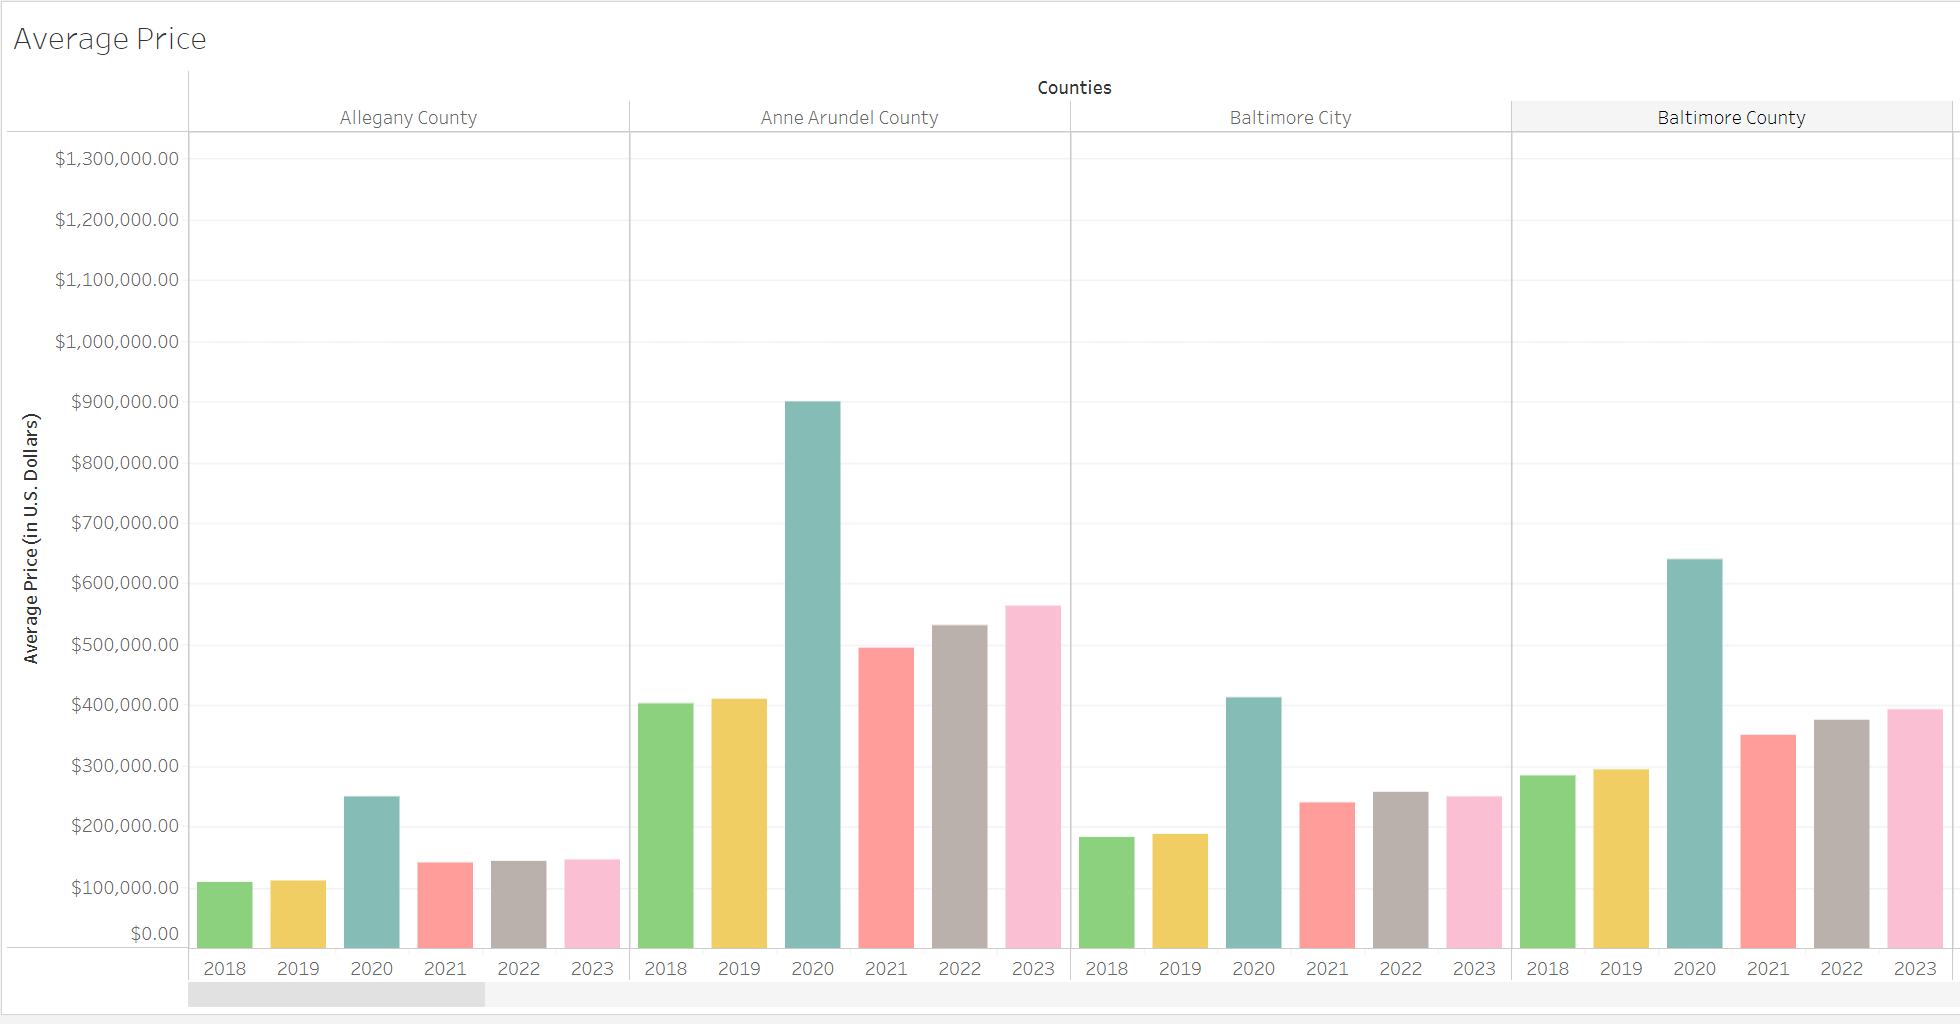 Average Price
Counties
Allegany County Anne Arundel County Baltimore City Baltimore County
$1,300,000.00
$1,200,000.00
$1,100,000.00
$1,000,000.00
$900,000.00
$800,000.00
$700,000.00
$600,000.00
$500,000.00
$400,000.00
$300,000.00
$200,000.00
$100,000.00
$0.00
Average Price (in U.S. Dollars)
2018 2019 2020 2021 2022 2023 2018 2019 2020 2021 2022 2023 2018 2019 2020 2021 2022 2023 2018 2019 2020 2021 2022 2023